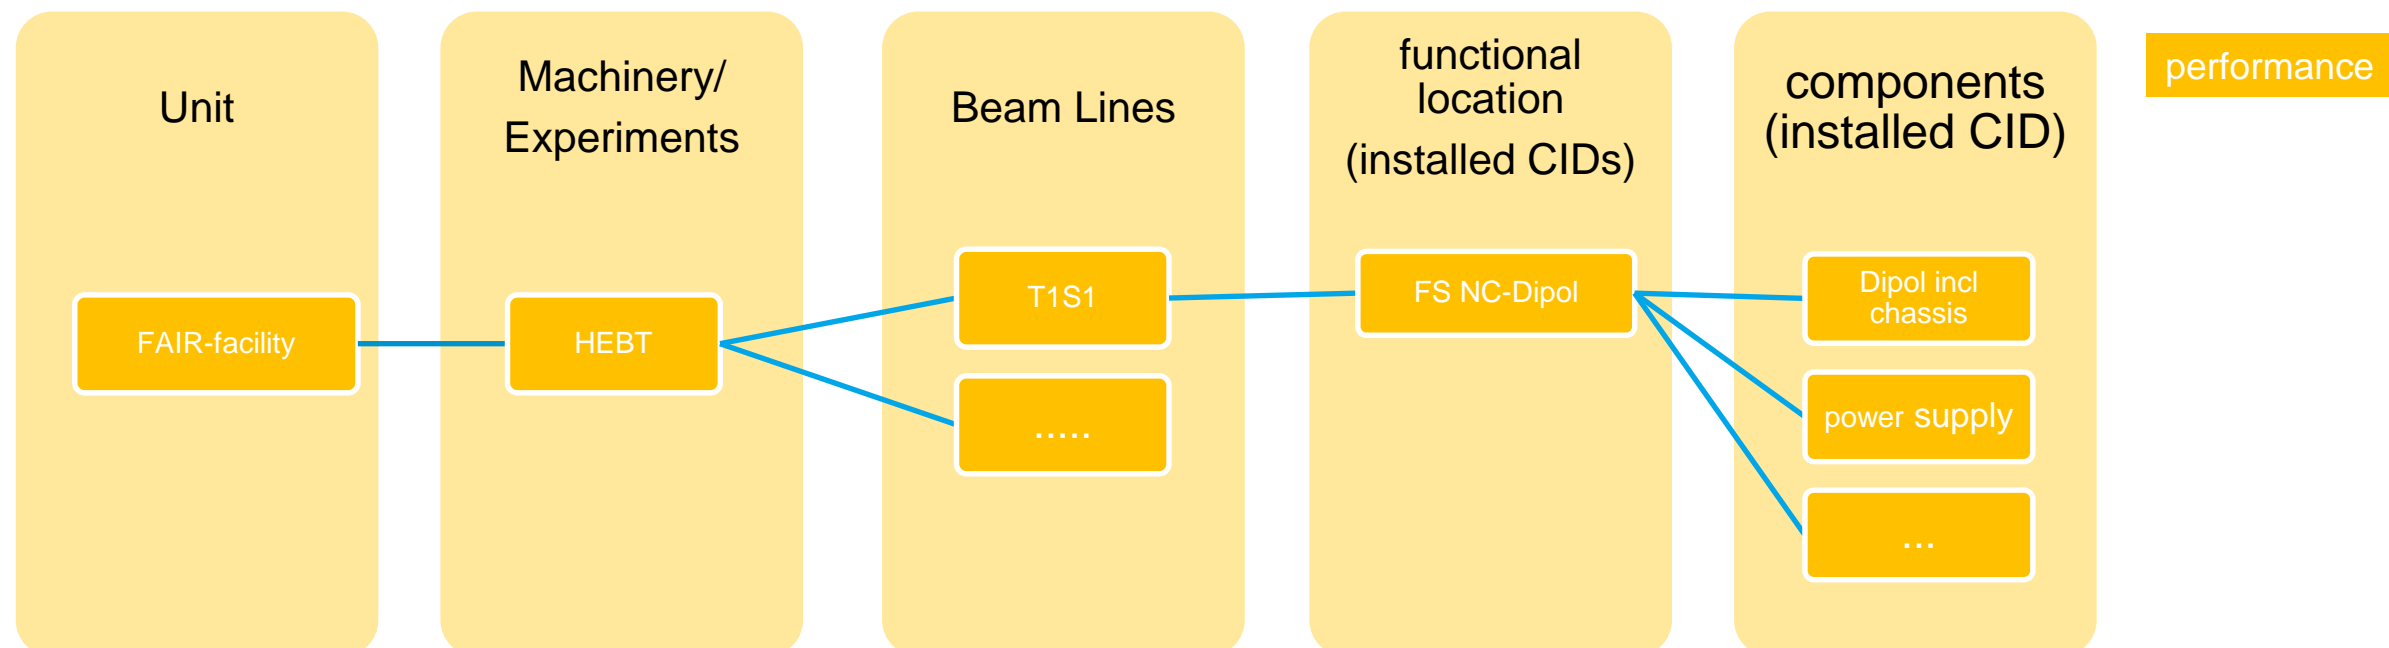 Unit
Machinery/
Experiments
Beam Lines
functional
location
(installed CIDs)
components
(installed CID)
performance
FAIR-facility
HEBT
T1S1
.....
FS NC-Dipol
Dipol incl
chassis
power supply
...